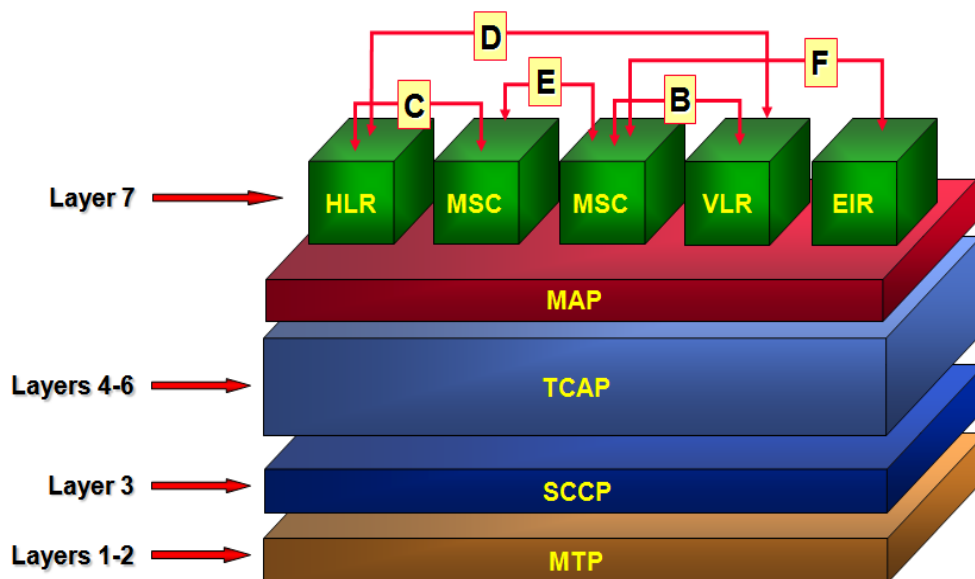 D
E
F
C
B
Layer 7
HLR
MSC
MSC
VLR
EIR
MAP
Layers 4-6
TCAP
Layer 3
SCCP
Layers 1-2
MTP